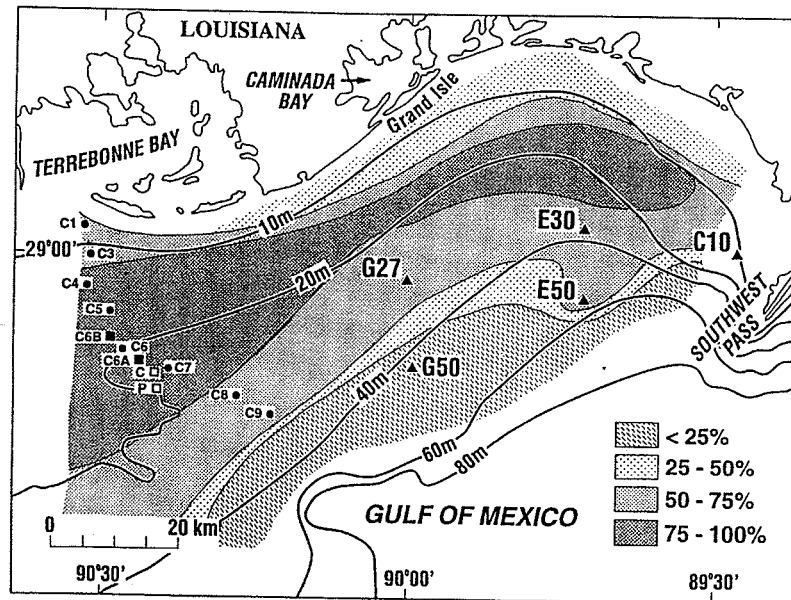 LOUISIANA
CAMINADA
BAY
Grand Isle
TERREBONNE BAY
C1
10m
E30
C10
29°00'
C3
20m
G27
C4
E50
C5
SOUTHWEST
PASS
C6B
C6
C6A
C
C7
G50
P
40m
C8
C9
60m
80m
< 25%
25 - 50%
50 - 75%
75 - 100%
0
20 km
GULF OF MEXICO
90°30'
90°00'
89°30'